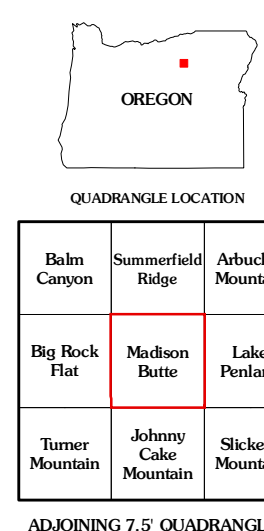 OREGON
QUADRANGLE LOCATION
Balm
Canyon
Summerfield
Ridge
Arbuck
Mounta
Big Rock
Flat
Madison
Butte
Lake
Penlan
Turner
Mountain
Johnny
Cake
Mountain
Slicke
Mounta
ADJOINING 7.5' QUADRANGL